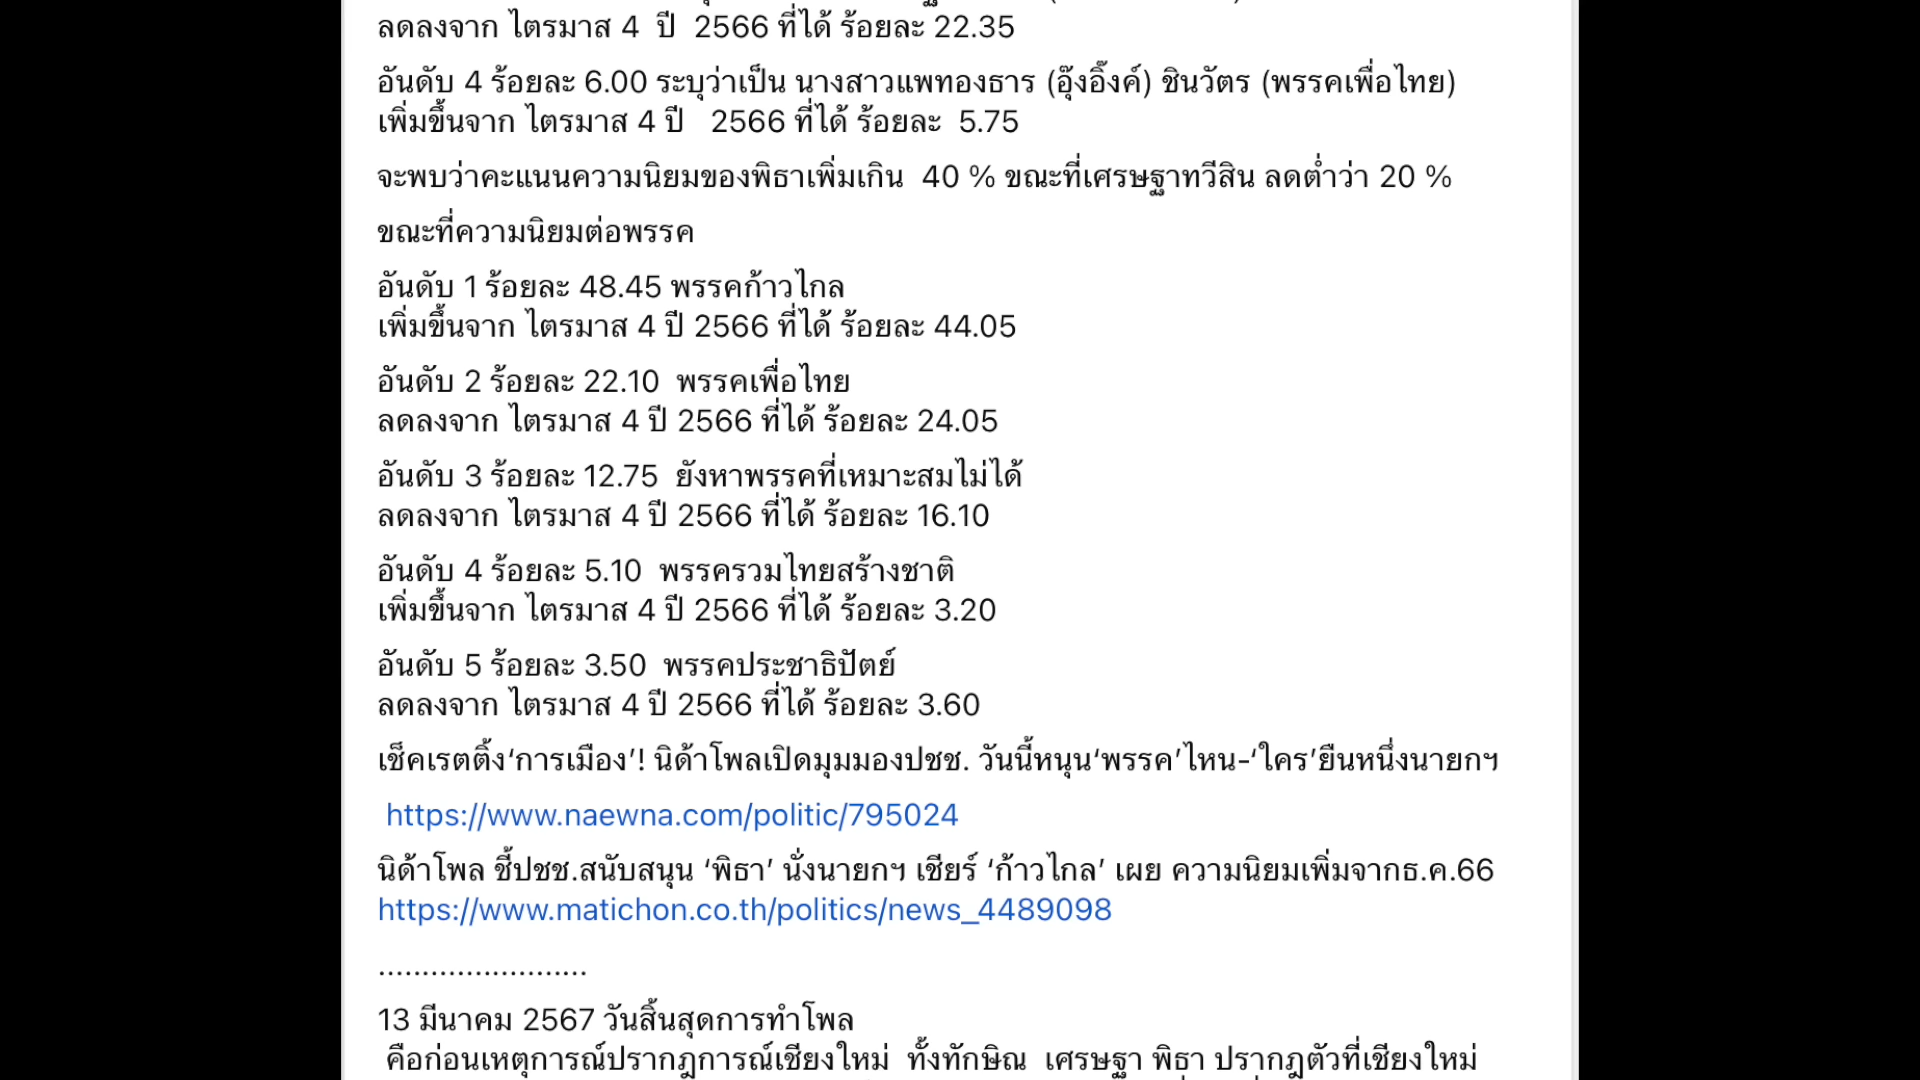 ลดลงจาก ไตรมาส 4  ปี  2566 ที่ได้ ร้อยละ 22.35
อันดับ 4 ร้อยละ 6.00 ระบุว่าเป็น นางสาวแพทองธาร (อุ๊งอิ๊งค์) ชินวัตร (พรรคเพื่อไทย)
เพิ่มขึ้นจาก ไตรมาส 4 ปี   2566 ที่ได้ ร้อยละ  5.75
จะพบว่าคะแนนความนิยมของพิธาเพิ่มเกิน  40 % ขณะที่เศรษฐาทวีสิน ลดต่ำว่า 20 %
ขณะที่ความนิยมต่อพรรค
อันดับ 1 ร้อยละ 48.45 พรรคก้าวไกล
เพิ่มขึ้นจาก ไตรมาส 4 ปี 2566 ที่ได้ ร้อยละ 44.05
อันดับ 2 ร้อยละ 22.10  พรรคเพื่อไทย
ลดลงจาก ไตรมาส 4 ปี 2566 ที่ได้ ร้อยละ 24.05
อันดับ 3 ร้อยละ 12.75  ยังหาพรรคที่เหมาะสมไม่ได้
ลดลงจาก ไตรมาส 4 ปี 2566 ที่ได้ ร้อยละ 16.10
อันดับ 4 ร้อยละ 5.10  พรรครวมไทยสร้างชาติ
เพิ่มขึ้นจาก ไตรมาส 4 ปี 2566 ที่ได้ ร้อยละ 3.20
อันดับ 5 ร้อยละ 3.50  พรรคประชาธิปัตย์
ลดลงจาก ไตรมาส 4 ปี 2566 ที่ได้ ร้อยละ 3.60
เช็คเรตติ้ง‘การเมือง’! นิด้าโพลเปิดมุมมองปชช. วันนี้หนุน‘พรรค’ไหน-‘ใคร’ยืนหนึ่งนายกฯ
https://www.naewna.com/politic/795024
นิด้าโพล ชี้ปชช.สนับสนุน ‘พิธา’ นั่งนายกฯ เชียร์ ‘ก้าวไกล’ เผย ความนิยมเพิ่มจากธ.ค.66
https://www.matichon.co.th/politics/news_4489098
........................
13 มีนาคม 2567 วันสิ้นสุดการทำโพล
คือก่อนเหตุการณ์ปรากฏการณ์เชียงใหม่  ทั้งทักษิณ  เศรษฐา พิธา ปรากฏตัวที่เชียงใหม่